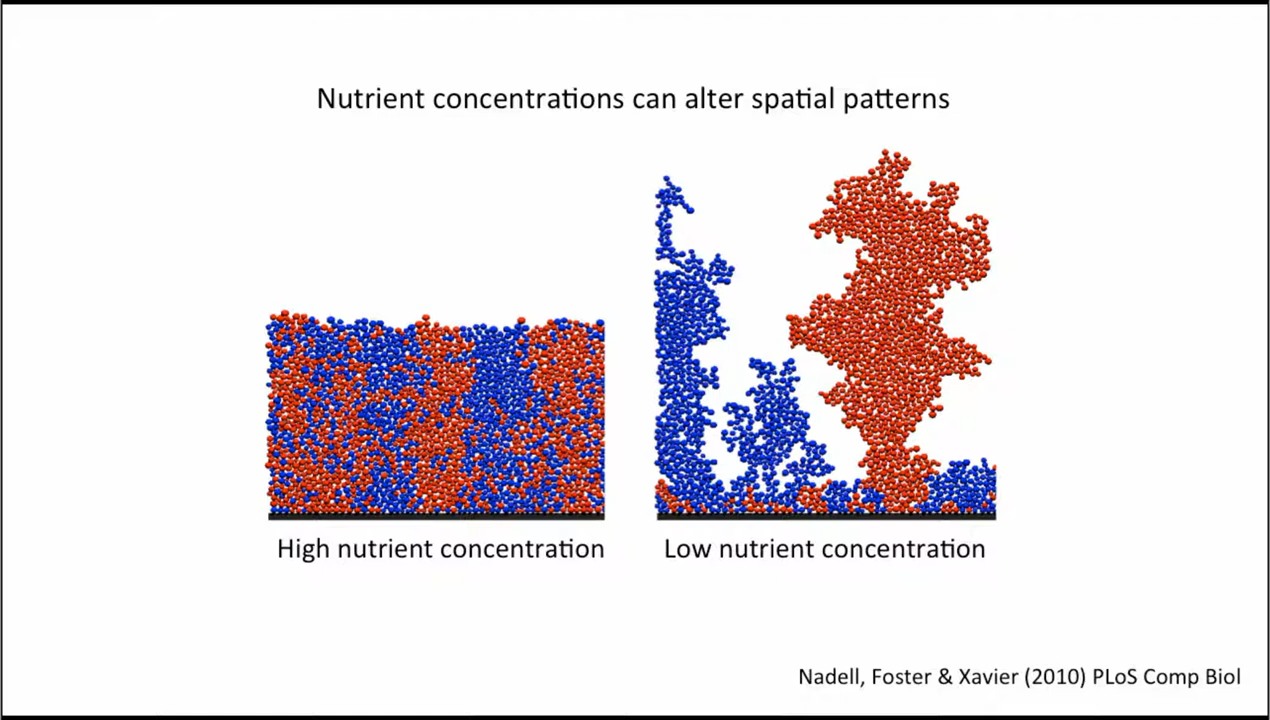 Nutrient concentrations can alter spatial patterns
High nutrient concentration
Low nutrient concentration
Nadell, Foster & Xavier (2010) PLoS Comp Biol